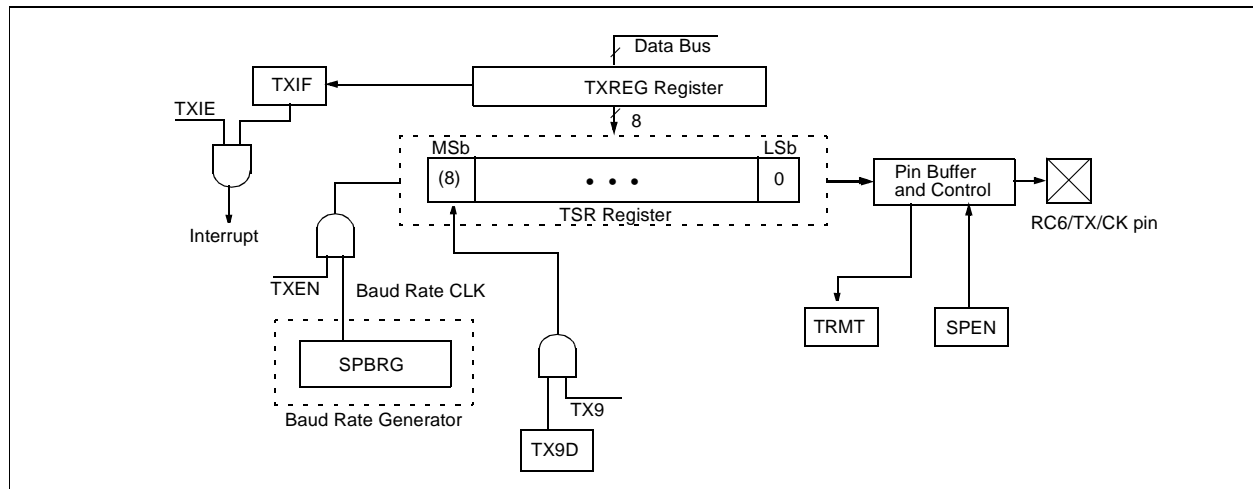 Data Bus
TXIF
TXREG Register
TXIE
8
MSb
LSb
(8)
• • •
0
Pin Buffer
and Control
TSR Register
Interrupt
RC6/TX/CK pin
TXEN
Baud Rate CLK
TRMT
SPEN
SPBRG
TX9
Baud Rate Generator
TX9D